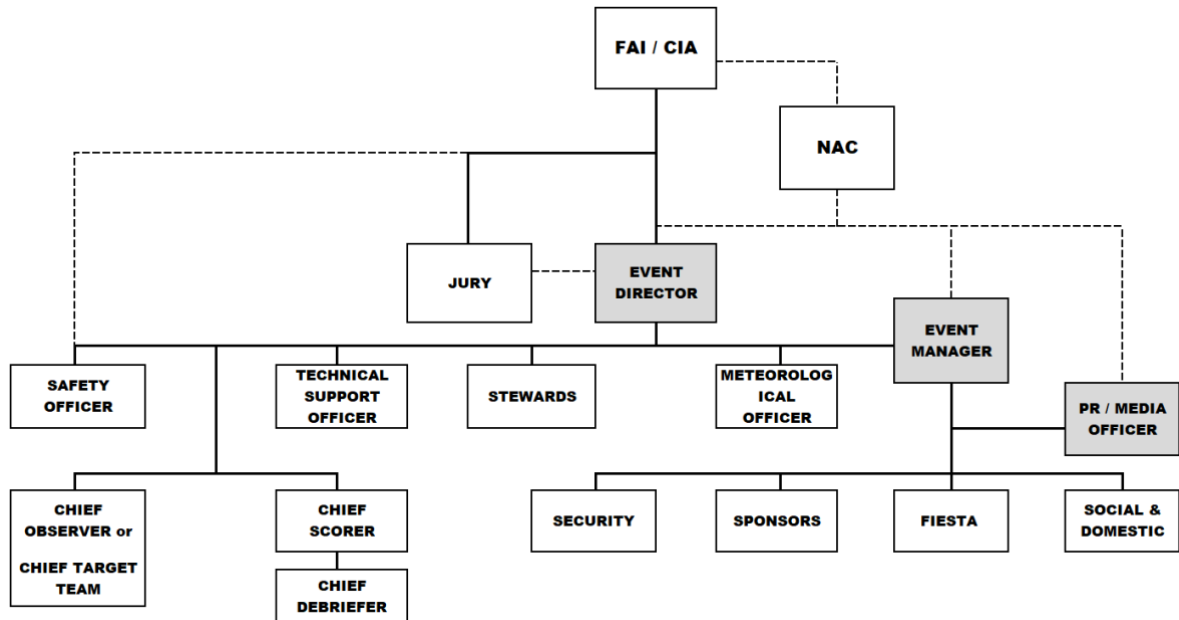 FAI / CIA
NAC
JURY
EVENT
DIRECTOR
EVENT
MANAGER
SAFETY
OFFICER
TECHNICAL
SUPPORT
OFFICER
STEWARDS
METEOROLOG
ICAL
OFFICER
PR / MEDIA
OFFICER
CHIEF
OBSERVER or
CHIEF TARGET
TEAM
CHIEF
SCORER
SECURITY
SPONSORS
FIESTA
SOCIAL &
DOMESTIC
CHIEF
DEBRIEFER